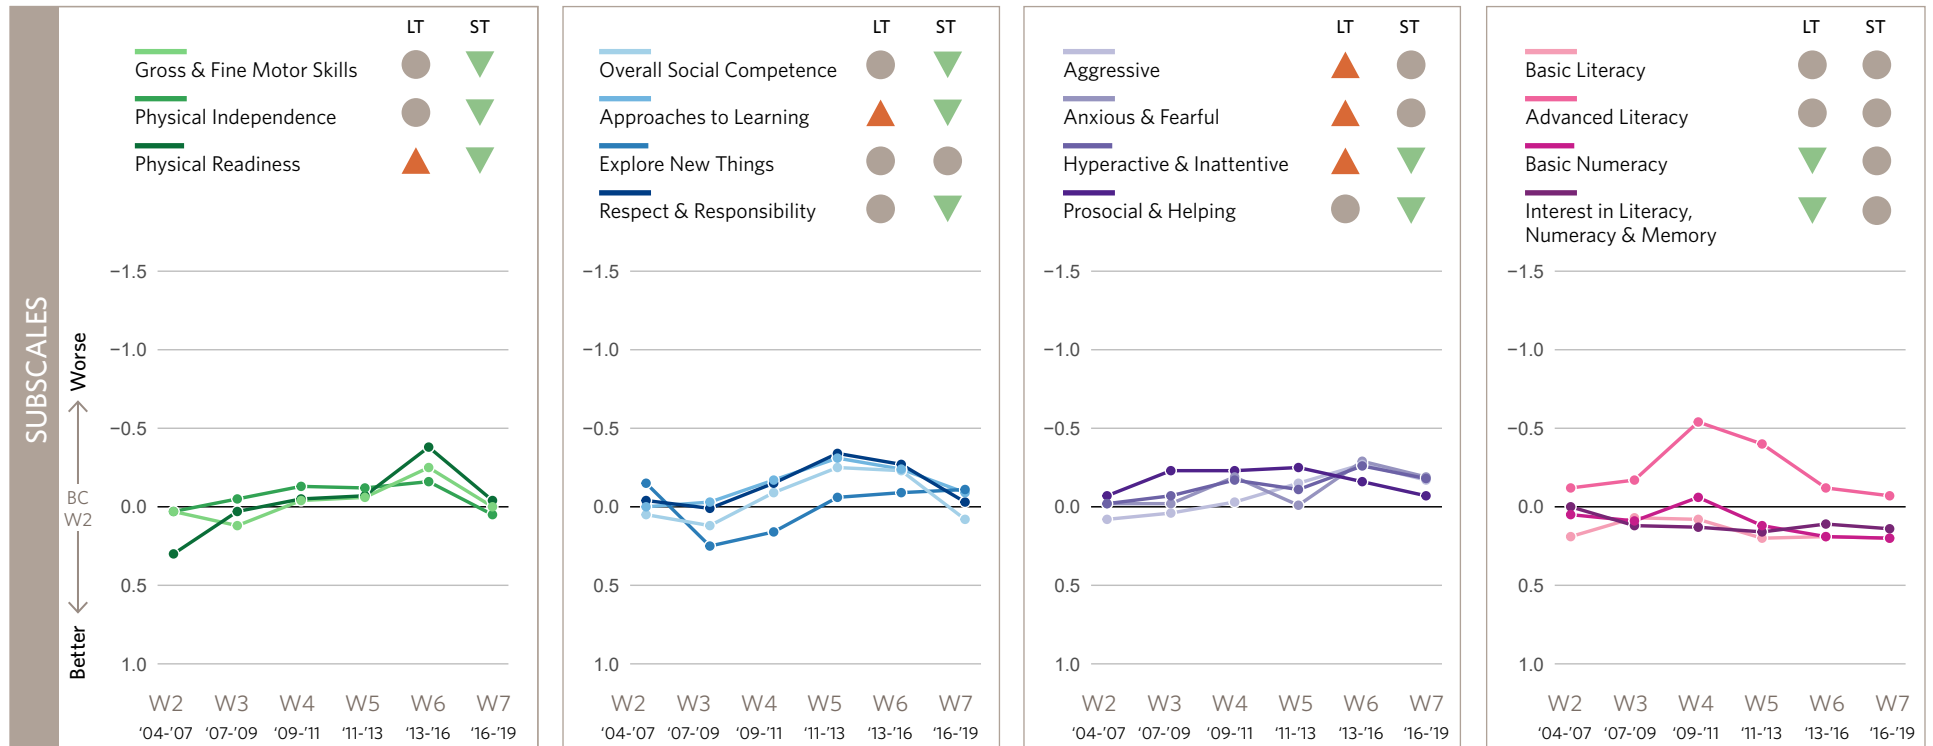 SUBSCALES
Worse
BC
W2
Better
LT ST
Gross & Fine Motor Skills
Physical Independence
Physical Readiness
−1.5
−1.0
−0.5
0.0
0.5
1.0
W2 W3 W4 W5 W6 W7
‘04-’07 ‘07-’09 ‘09-’11 ‘11-’13 ‘13-’16 ‘16-’19
LT ST
Overall Social Competence
Approaches to Learning
Explore New Things
Respect & Responsibility
−1.5
−1.0
−0.5
0.0
0.5
1.0
W2 W3 W4 W5 W6 W7
‘04-’07 ‘07-’09 ‘09-’11 ‘11-’13 ‘13-’16 ‘16-’19
LT ST
Aggressive
Anxious & Fearful
Hyperactive & Inattentive
Prosocial & Helping
−1.5
−1.0
−0.5
0.0
0.5
1.0
W2 W3 W4 W5 W6 W7
‘04-’07 ‘07-’09 ‘09-’11 ‘11-’13 ‘13-’16 ‘16-’19
LT ST
Basic Literacy
Advanced Literacy
Basic Numeracy
Interest in Literacy,
Numeracy & Memory
−1.5
−1.0
−0.5
0.0
0.5
1.0
W2 W3 W4 W5 W6 W7
‘04-’07 ‘07-’09 ‘09-’11 ‘11-’13 ‘13-’16 ‘16-’19